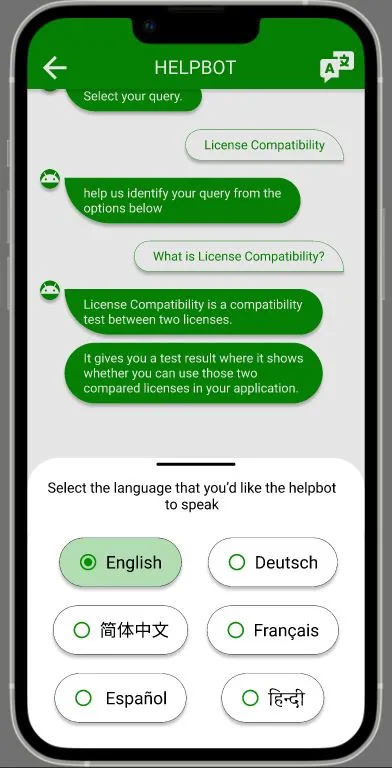 HELPBOT
A 文
Select your query.
License Compatibility
help us identify your query from the
options below
What is License Compatibility?
License Compatibility is a compatibility
test between two licenses.
It gives you a test result where it shows
whether you can use those two
compared licenses in your application.
Select the language that you’d like the helpbot
to speak
English
Deutsch
简体中文
Français
Español
हिन्दी